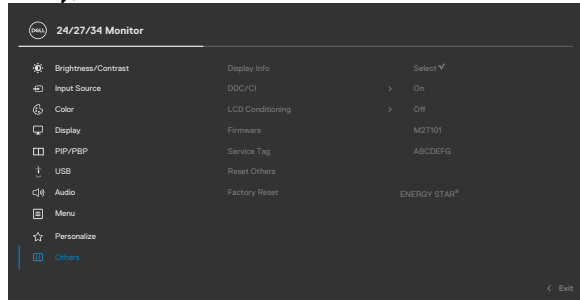 DELL 24/27/34 Monitor
Brightness/Contrast Display Info Select ✓
Input Source DDC/CI > On
Color LCD Conditioning > Off
Display Firmware M2T101
PIP/PBP Service Tag ABCDEFG
USB Reset Others
Audio Factory Reset ENERGY STAR®
Menu
Personalize
Others
< Exit